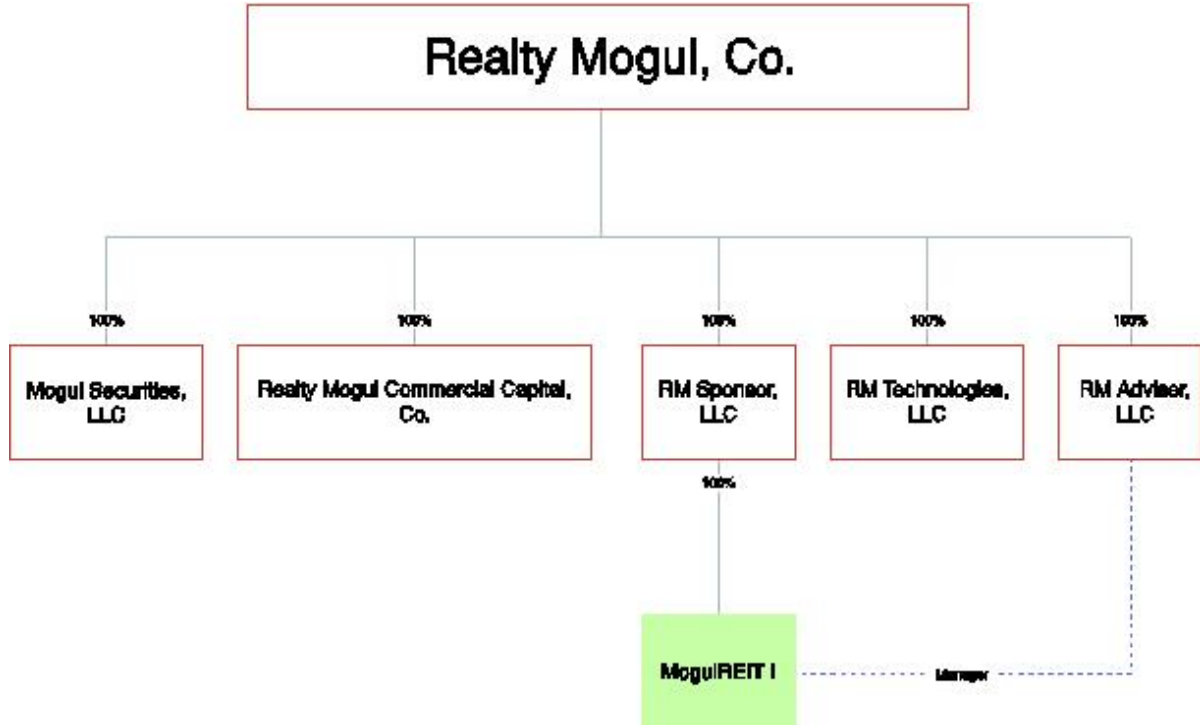 Realty Mogul, Co.
100%
100%
100%
100%
100%
Mogul Securities,
LLC
Realty Mogul Commercial Capital,
Co.
RM Sponsor,
LLC
RM Technologies,
LLC
RM Adviser,
LLC
100%
MogulREIT I
Manager